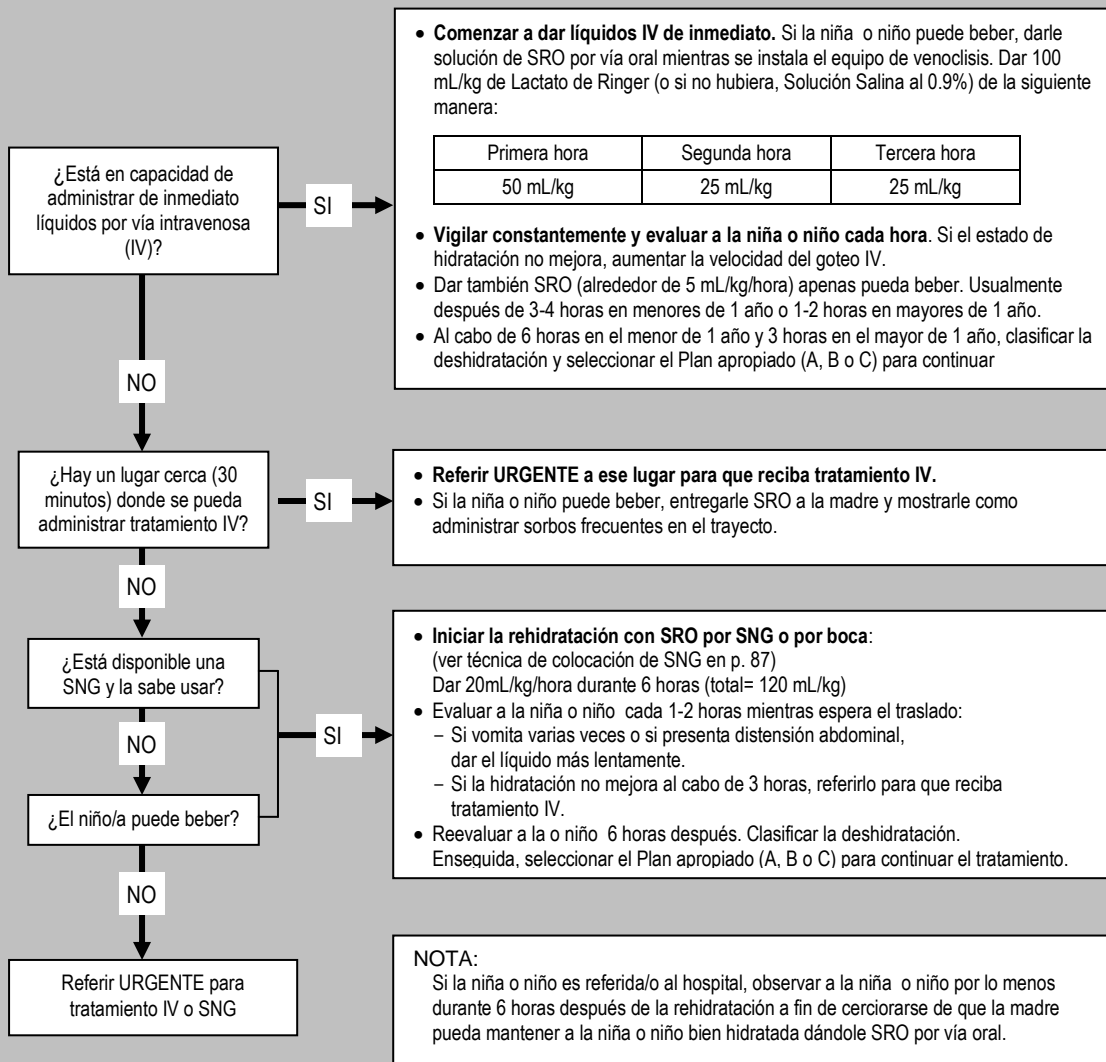 • Comenzar a dar líquidos IV de inmediato. Si la niña o niño puede beber, darle
solución de SRO por vía oral mientras se instala el equipo de venoclisis. Dar 100
mL/kg de Lactato de Ringer (o si no hubiera, Solución Salina al 0.9%) de la siguiente
manera:
Primera hora Segunda hora Tercera hora
50 mL/kg 25 mL/kg 25 mL/kg
• Vigilar constantemente y evaluar a la niña o niño cada hora. Si el estado de
hidratación no mejora, aumentar la velocidad del goteo IV.
• Dar también SRO (alrededor de 5 mL/kg/hora) apenas pueda beber. Usualmente
después de 3-4 horas en menores de 1 año o 1-2 horas en mayores de 1 año.
• Al cabo de 6 horas en el menor de 1 año y 3 horas en el mayor de 1 año, clasificar la
deshidratación y seleccionar el Plan apropiado (A, B o C) para continuar
¿Está en capacidad de
administrar de inmediato
líquidos por vía intravenosa
(IV)?
SI
NO
¿Hay un lugar cerca (30
minutos) donde se pueda
administrar tratamiento IV?
SI
• Referir URGENTE a ese lugar para que reciba tratamiento IV.
• Si la niña o niño puede beber, entregarle SRO a la madre y mostrarle como
administrar sorbos frecuentes en el trayecto.
NO
¿Está disponible una
SNG y la sabe usar?
NO
¿El niño/a puede beber?
SI
• Iniciar la rehidratación con SRO por SNG o por boca:
(ver técnica de colocación de SNG en p. 87)
Dar 20mL/kg/hora durante 6 horas (total= 120 mL/kg)
• Evaluar a la niña o niño cada 1-2 horas mientras espera el traslado:
− Si vomita varias veces o si presenta distensión abdominal,
dar el líquido más lentamente.
− Si la hidratación no mejora al cabo de 3 horas, referirlo para que reciba
tratamiento IV.
• Reevaluar a la o niño 6 horas después. Clasificar la deshidratación.
Enseguida, seleccionar el Plan apropiado (A, B o C) para continuar el tratamiento.
NO
Referir URGENTE para
tratamiento IV o SNG
NOTA:
Si la niña o niño es referida/o al hospital, observar a la niña o niño por lo menos
durante 6 horas después de la rehidratación a fin de cerciorarse de que la madre
pueda mantener a la niña o niño bien hidratada dándole SRO por vía oral.